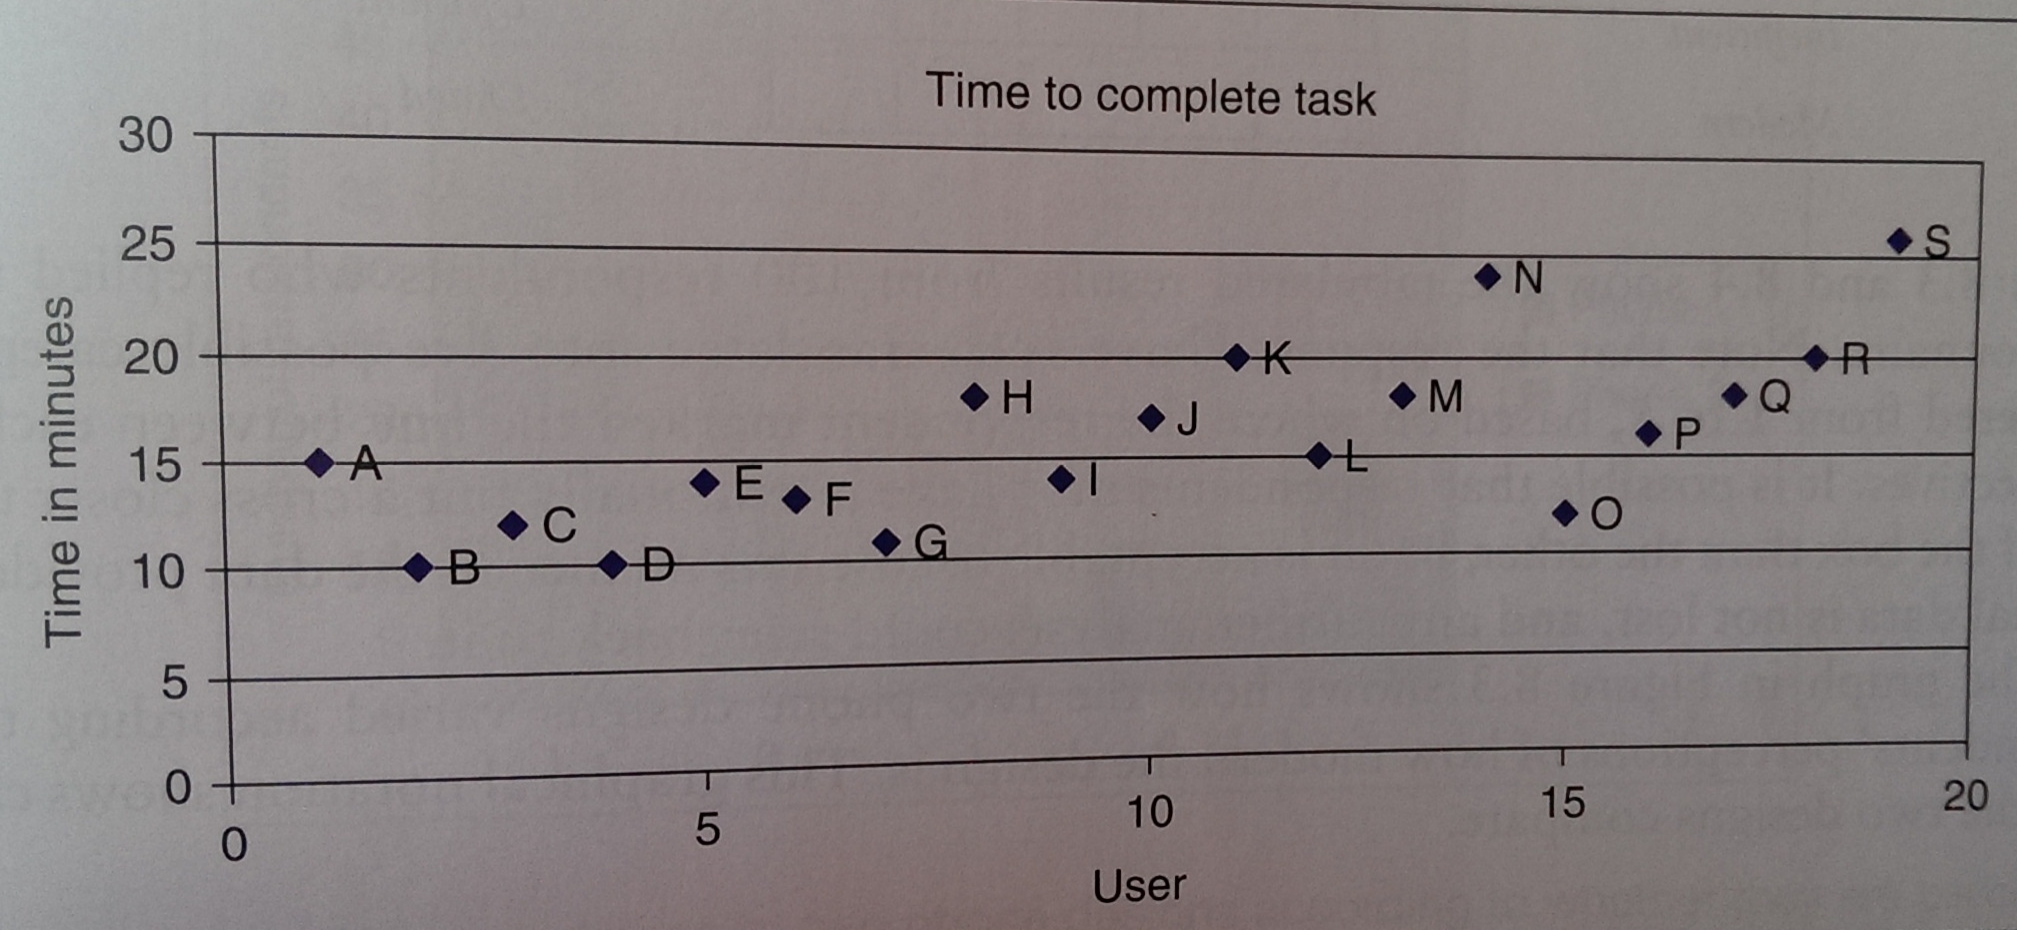 Time to complete task
30
25
20
15
10
5
0
Time in minutes
A
B
C
D
E
F
G
H
I
J
K
L
M
N
O
P
Q
R
S
0
5
10
15
20
User